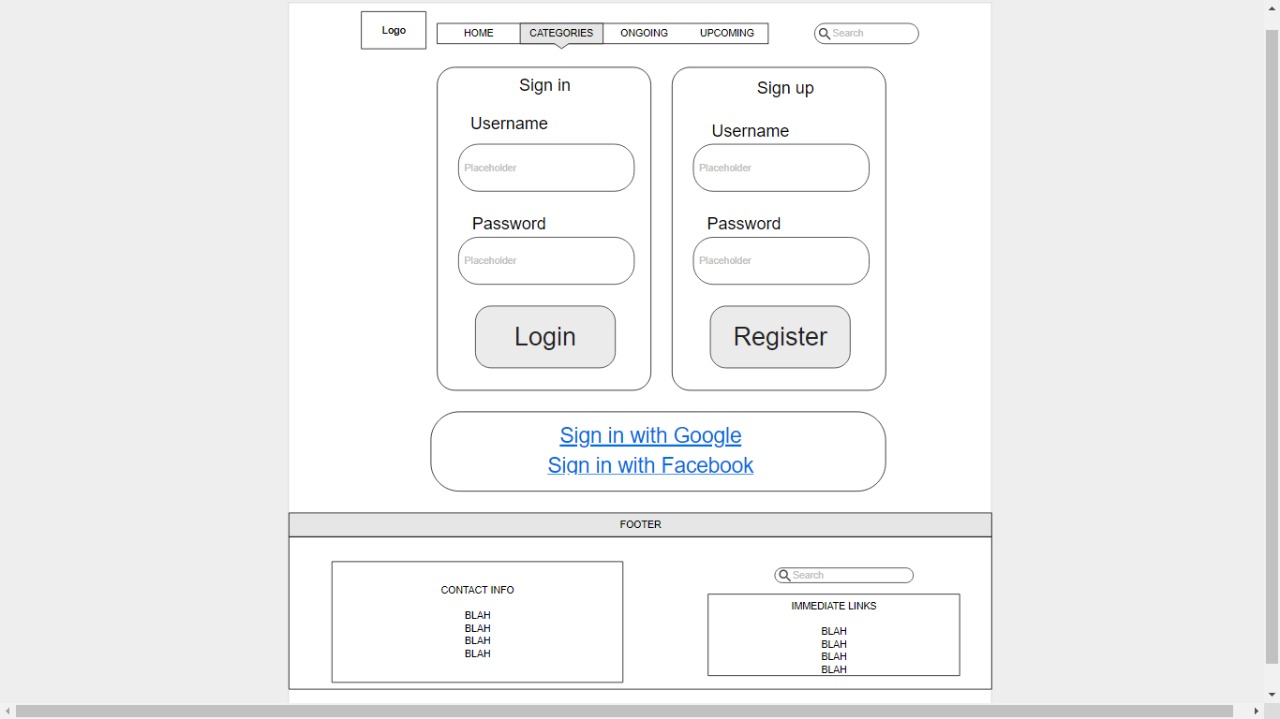 Logo
HOME CATEGORIES ONGOING UPCOMING
Search
Sign in
Username
Placeholder
Password
Placeholder
Login
Sign up
Username
Placeholder
Password
Placeholder
Register
Sign in with Google
Sign in with Facebook
FOOTER
CONTACT INFO
BLAH
BLAH
BLAH
BLAH
Search
IMMEDIATE LINKS
BLAH
BLAH
BLAH
BLAH